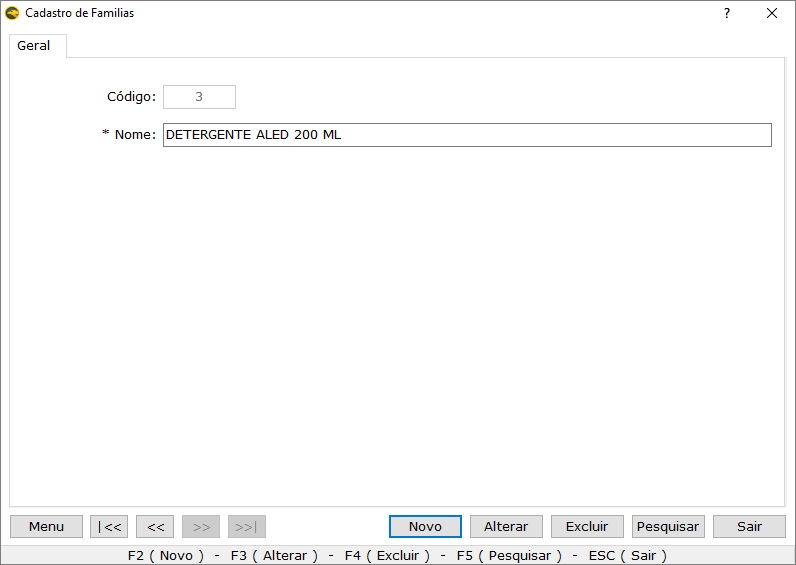 Cadastro de Familias
?
Geral
Código: 3
* Nome: DETERGENTE ALED 200 ML
Menu |<< << >> >>| Novo Alterar Excluir Pesquisar Sair
F2 ( Novo ) - F3 ( Alterar ) - F4 ( Excluir ) - F5 ( Pesquisar ) - ESC ( Sair )